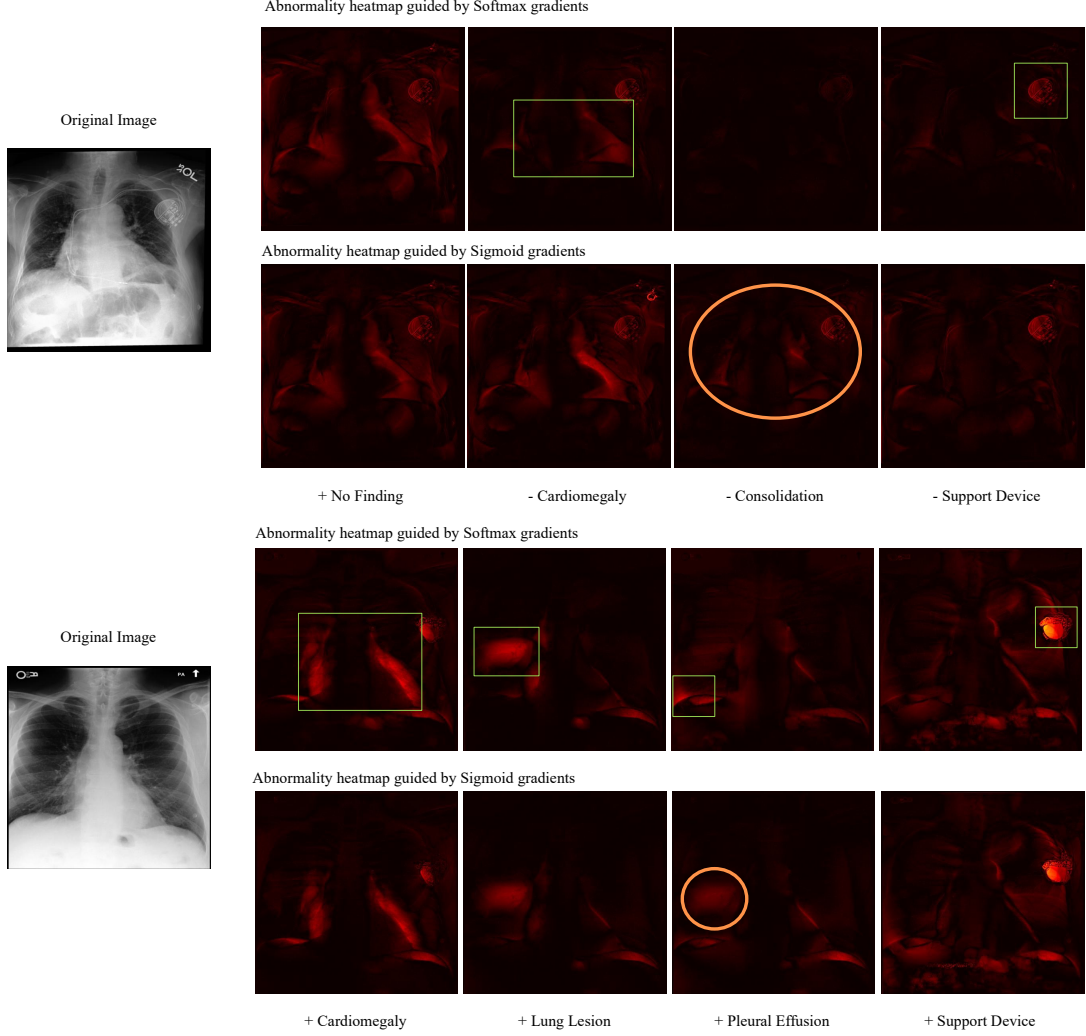 Abnormality heatmap guided by Softmax gradients
Original Image
Abnormality heatmap guided by Sigmoid gradients
+ No Finding
- Cardiomegaly
- Consolidation
- Support Device
Abnormality heatmap guided by Softmax gradients
Original Image
PA
Abnormality heatmap guided by Sigmoid gradients
+ Cardiomegaly
+ Lung Lesion
+ Pleural Effusion
+ Support Device